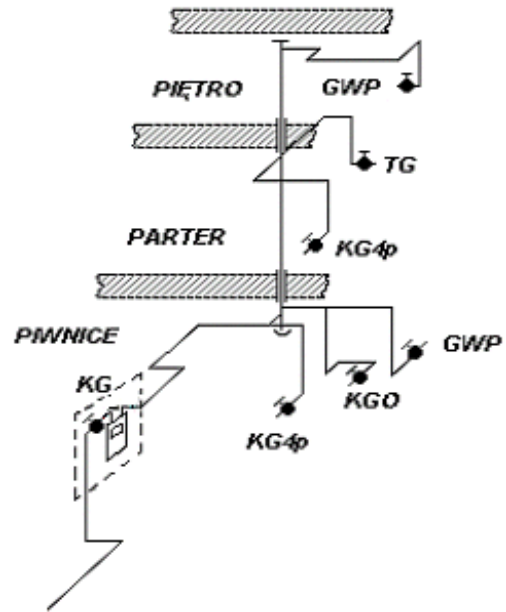 PIĘTRO
GWP
TG
PARTER
KG4p
PIWNICE
GWP
KG
KGO
KG4p